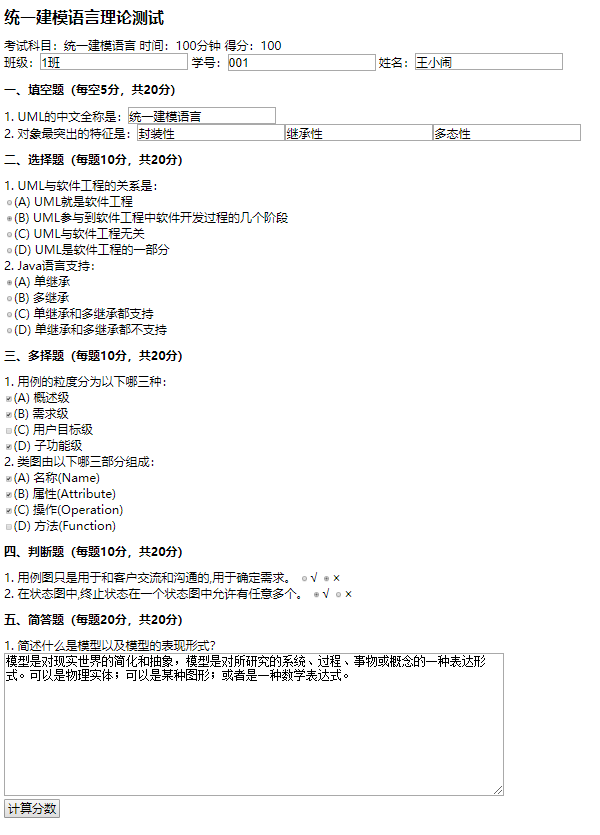 统一建模语言理论测试
考试科目：统一建模语言 时间：100分钟 得分：100
班级：1班 学号：001 姓名：王小闹
一、填空题（每空5分，共20分）
1. UML的中文全称是：统一建模语言
2. 对象最突出的特征是：封装性 继承性 多态性
二、选择题（每题10分，共20分）
1. UML与软件工程的关系是：
(A) UML就是软件工程
(B) UML参与到软件工程中软件开发过程的几个阶段
(C) UML与软件工程无关
(D) UML是软件工程的一部分
2. Java语言支持：
(A) 单继承
(B) 多继承
(C) 单继承和多继承都支持
(D) 单继承和多继承都不支持
三、多择题（每题10分，共20分）
1. 用例的粒度分为以下哪三种：
(A) 概述级
(B) 需求级
(C) 用户目标级
(D) 子功能级
2. 类图由以下哪三部分组成：
(A) 名称(Name)
(B) 属性(Attribute)
(C) 操作(Operation)
(D) 方法(Function)
四、判断题（每题10分，共20分）
1. 用例图只是用于和客户交流和沟通的,用于确定需求。 √ ×
2. 在状态图中,终止状态在一个状态图中允许有任意多个。 √ ×
五、简答题（每题20分，共20分）
1. 简述什么是模型以及模型的表现形式?
模型是对现实世界的简化和抽象，模型是对所研究的系统、过程、事物或概念的一种表达形
式。可以是物理实体；可以是某种图形；或者是一种数学表达式。
计算分数